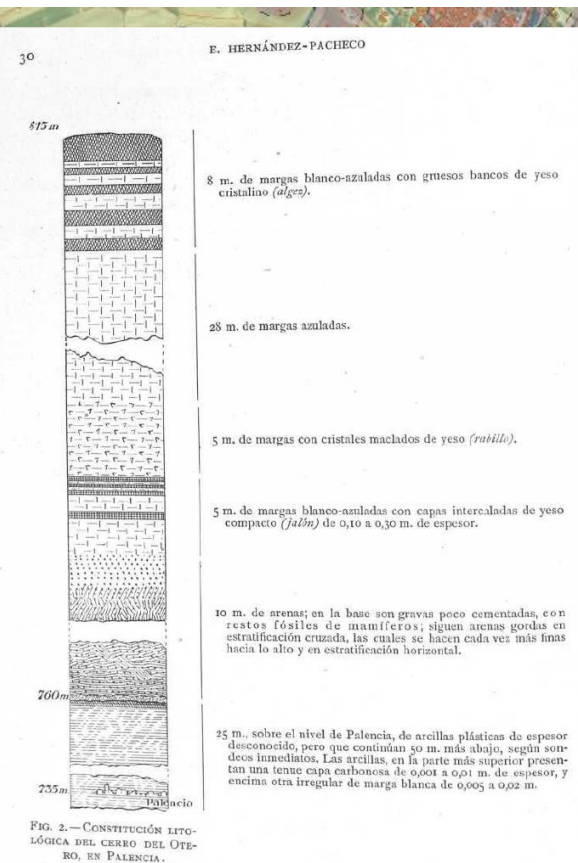 30
E. HERNÁNDEZ-PACHECO
815 m
8 m. de margas blanco-azuladas con gruesos bancos de yeso
cristalino (algez).
28 m. de margas azuladas.
5 m. de margas con cristales maclados de yeso (rabillo).
5 m. de margas blanco-azuladas con capas intercaladas de yeso
compacto (jalón) de 0,10 a 0,30 m. de espesor.
10 m. de arenas; en la base son gravas poco cementadas, con
restos fósiles de mamíferos; siguen arenas gordas en
estratificación cruzada, las cuales se hacen cada vez más finas
hacia lo alto y en estratificación horizontal.
760m
25 m., sobre el nivel de Palencia, de arcillas plásticas de espesor
desconocido, pero que continúan 50 m. más abajo, según son-
deos inmediatos. Las arcillas, en la parte más superior presen-
tan una tenue capa carbonosa de 0,001 a 0,01 m. de espesor, y
encima otra irregular de marga blanca de 0,005 a 0,02 m.
735m
Palencia
FIG. 2.—CONSTITUCIÓN LITO-
LÓGICA DEL CERRO DEL OTE-
RO, EN PALENCIA.